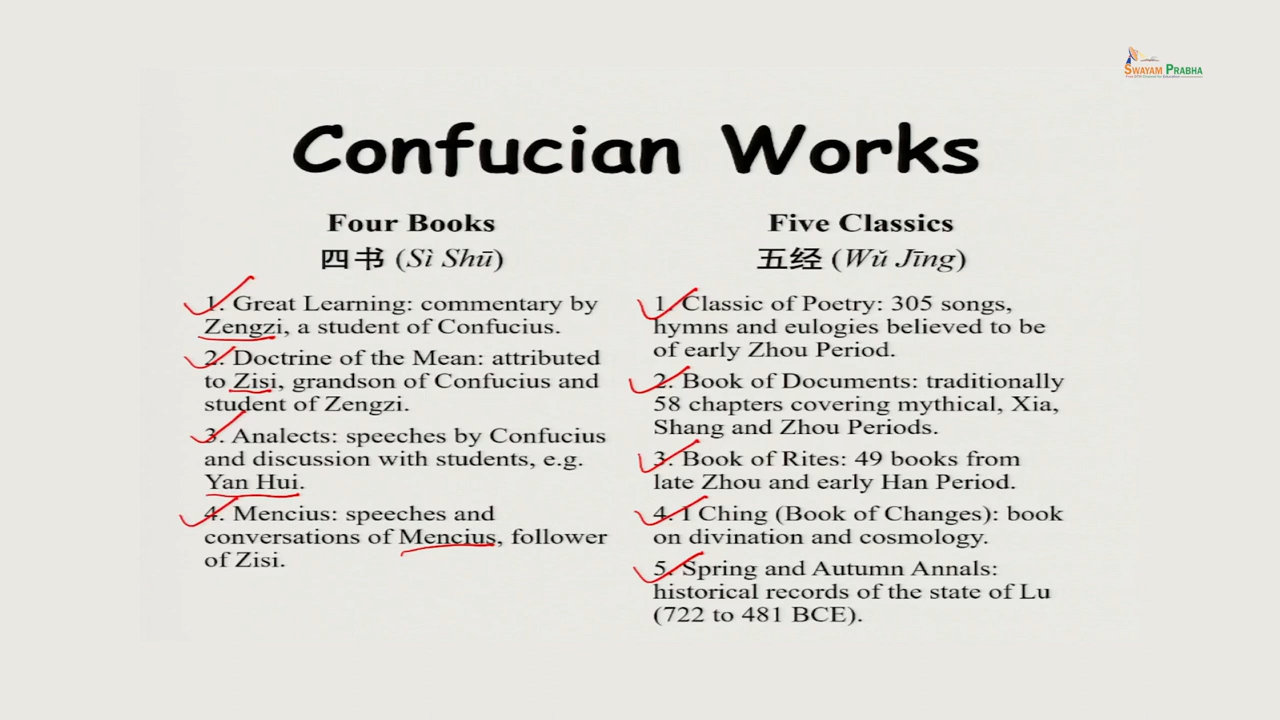 SWAYAM PRABHA
Confucian Works
Four Books
四书 (Sì Shū)
1. Great Learning: commentary by
Zengzi, a student of Confucius.
2. Doctrine of the Mean: attributed
to Zisi, grandson of Confucius and
student of Zengzi.
3. Analects: speeches by Confucius
and discussion with students, e.g.
Yan Hui.
4. Mencius: speeches and
conversations of Mencius, follower
of Zisi.
Five Classics
五经 (Wǔ Jīng)
1. Classic of Poetry: 305 songs,
hymns and eulogies believed to be
of early Zhou Period.
2. Book of Documents: traditionally
58 chapters covering mythical, Xia,
Shang and Zhou Periods.
3. Book of Rites: 49 books from
late Zhou and early Han Period.
4. I Ching (Book of Changes): book
on divination and cosmology.
5. Spring and Autumn Annals:
historical records of the state of Lu
(722 to 481 BCE).